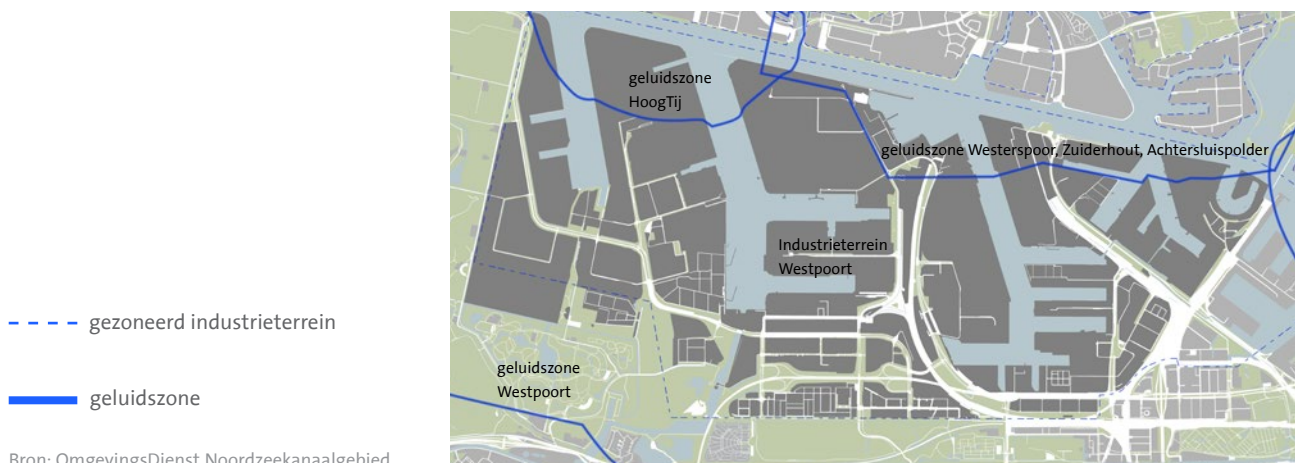 gezoneerd industrieterrein
geluidszone
Bron: OmgevingsDienst Noordzeekanaalgebied
geluidszone
HoogTij
geluidszone Westerspoor, Zuiderhout, Achtersluispolder
Industrieterrein
Westpoort
geluidszone
Westpoort